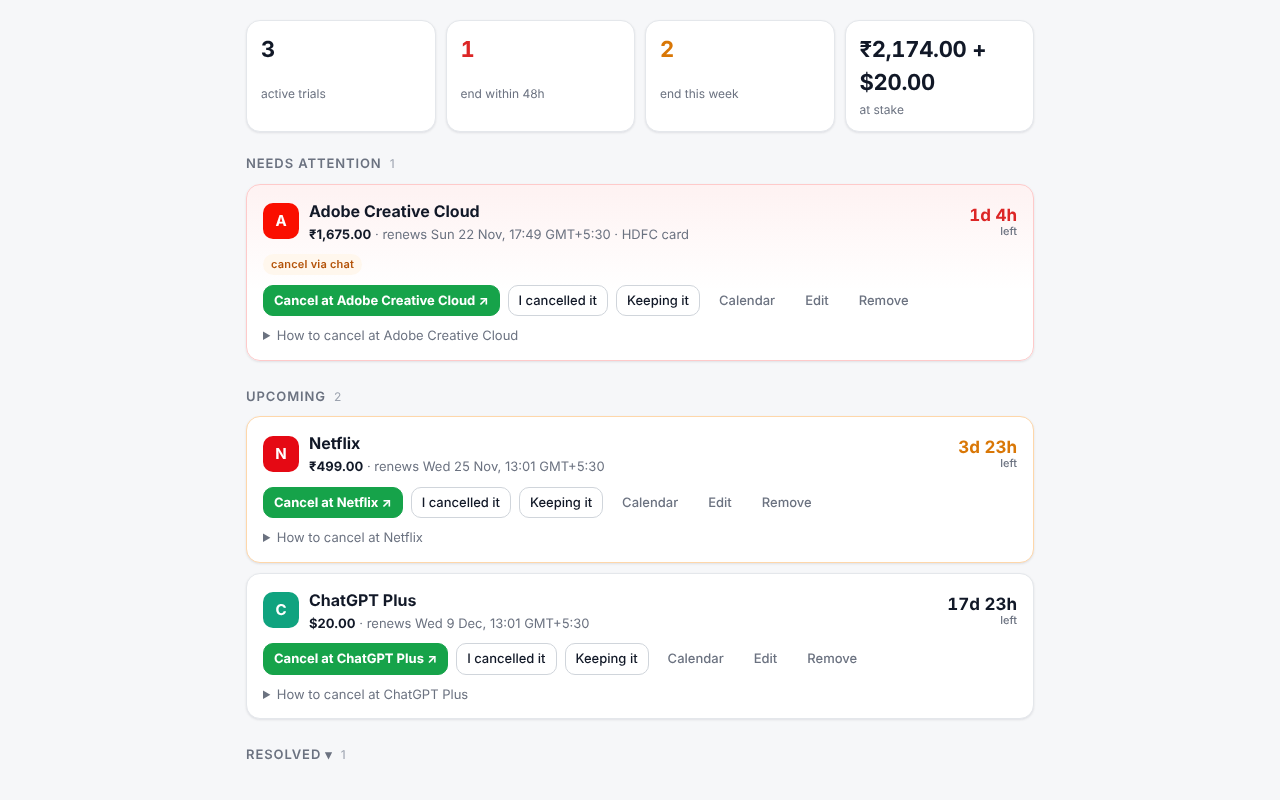 3
active trials
1
end within 48h
2
end this week
₹2,174.00 +
$20.00
at stake
NEEDS ATTENTION 1
A
Adobe Creative Cloud
₹1,675.00 · renews Sun 22 Nov, 17:49 GMT+5:30 · HDFC card
1d 4h
left
cancel via chat
Cancel at Adobe Creative Cloud ↗ I cancelled it Keeping it Calendar Edit Remove
▶ How to cancel at Adobe Creative Cloud
UPCOMING 2
N
Netflix
₹499.00 · renews Wed 25 Nov, 13:01 GMT+5:30
3d 23h
left
Cancel at Netflix ↗ I cancelled it Keeping it Calendar Edit Remove
▶ How to cancel at Netflix
C
ChatGPT Plus
$20.00 · renews Wed 9 Dec, 13:01 GMT+5:30
17d 23h
left
Cancel at ChatGPT Plus ↗ I cancelled it Keeping it Calendar Edit Remove
▶ How to cancel at ChatGPT Plus
RESOLVED ▾ 1